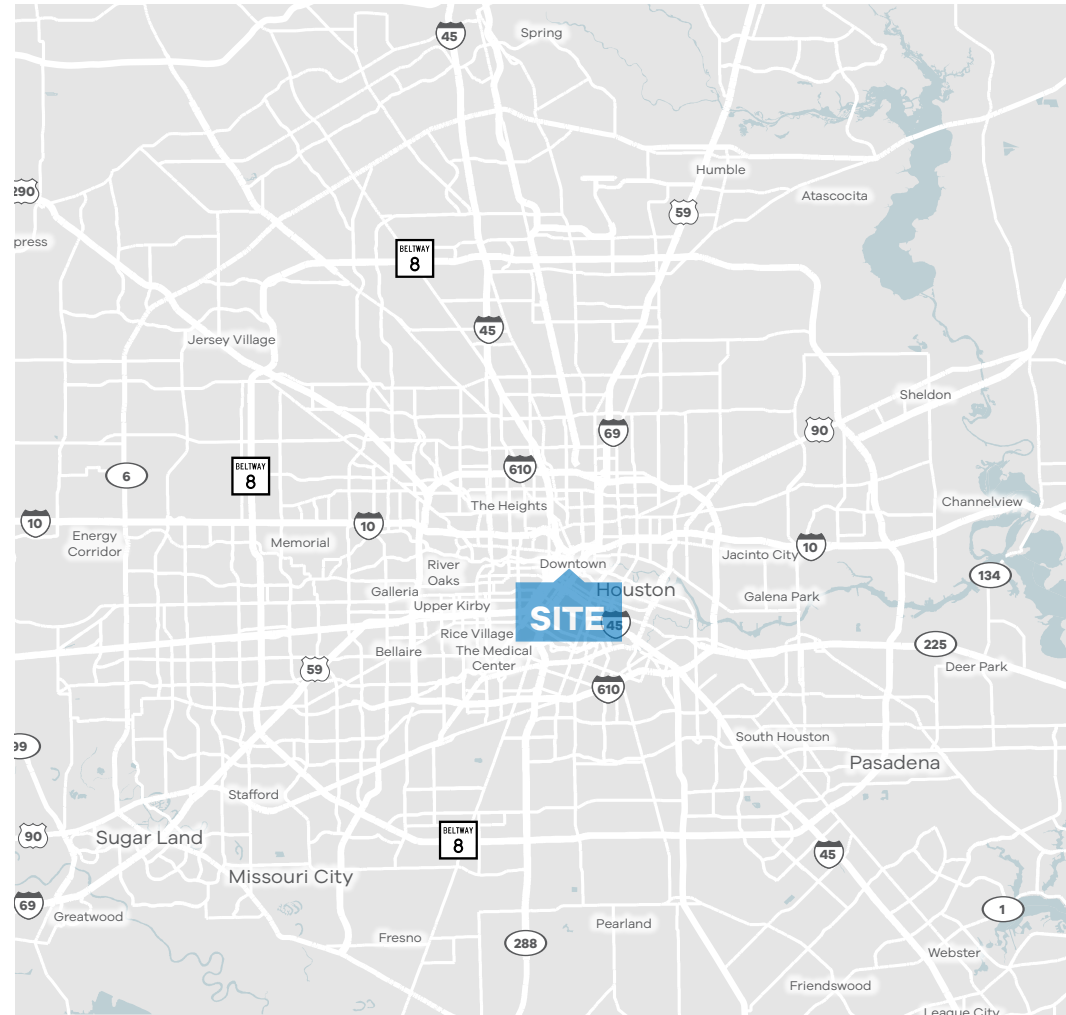 45
Spring
Humble
290
Atascocita
59
press
BELTWAY
8
45
Jersey Village
Sheldon
90
69
610
6
BELTWAY
8
The Heights
Channelview
10
10
Energy
Corridor
Memorial
10
Jacinto City
Downtown
River
Oaks
134
Galleria
Houston
Galena Park
Upper Kirby
SITE
45
Rice Village
225
Bellaire
The Medical
Center
Deer Park
59
610
South Houston
99
Pasadena
Stafford
90
Sugar Land
BELTWAY
8
45
Missouri City
69
1
Greatwood
Pearland
Fresno
288
Webster
Friendswood
League City